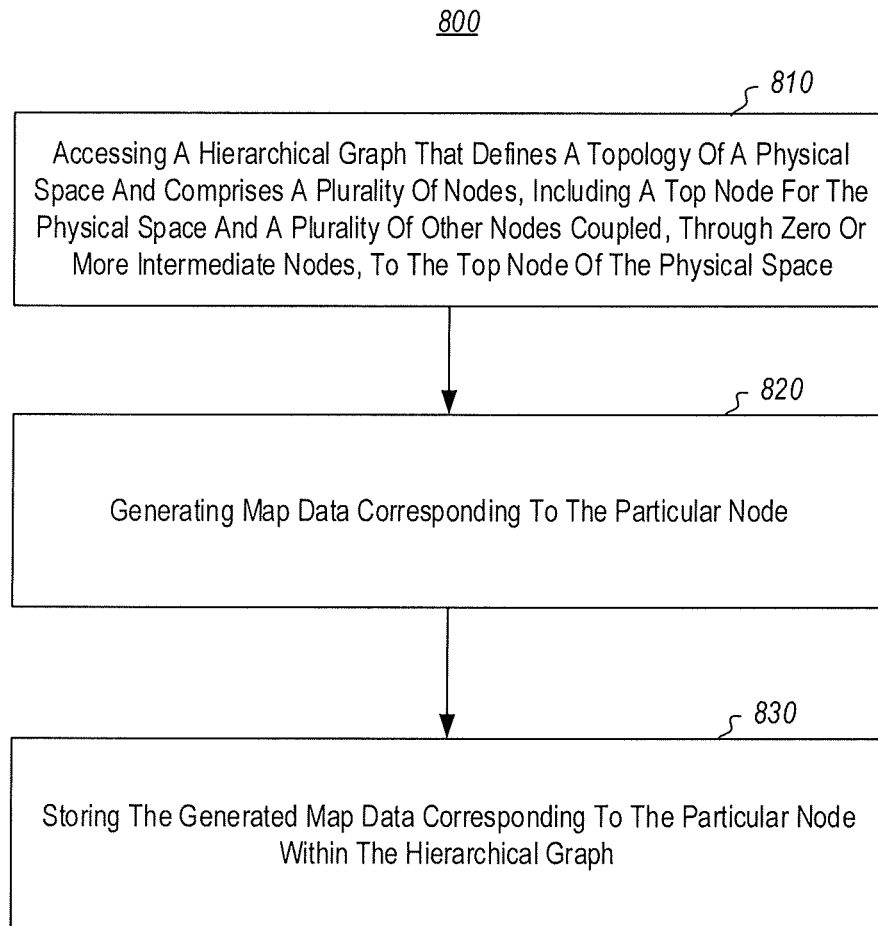 800
810
Accessing A Hierarchical Graph That Defines A Topology Of A Physical
Space And Comprises A Plurality Of Nodes, Including A Top Node For The
Physical Space And A Plurality Of Other Nodes Coupled, Through Zero Or
More Intermediate Nodes, To The Top Node Of The Physical Space
820
Generating Map Data Corresponding To The Particular Node
830
Storing The Generated Map Data Corresponding To The Particular Node
Within The Hierarchical Graph